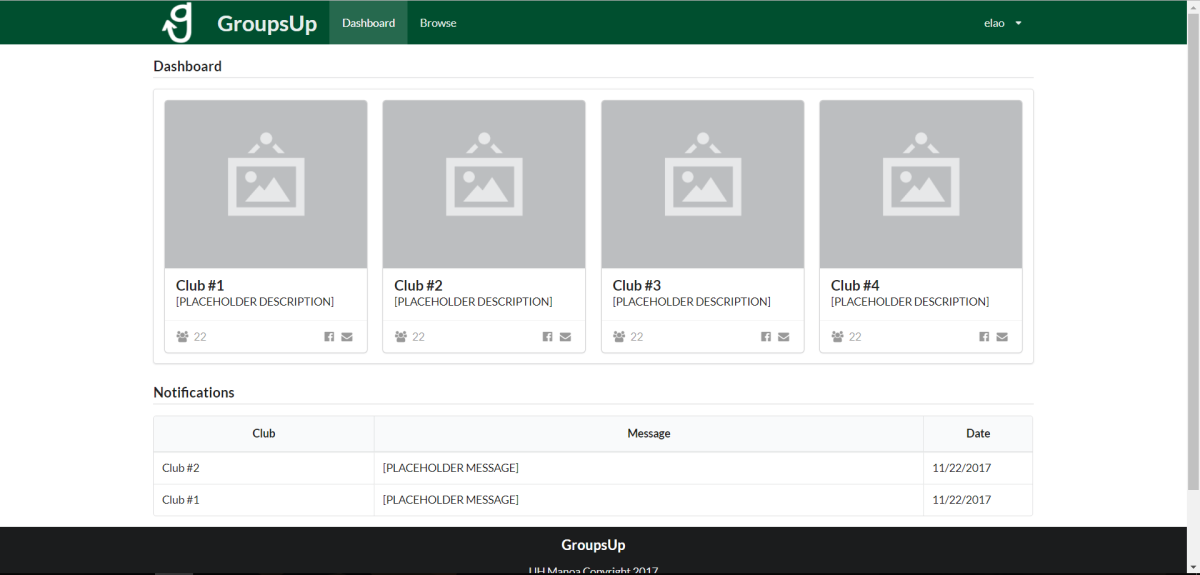 GroupsUp Dashboard Browse elao
Dashboard
Club #1 Club #2 Club #3 Club #4
[PLACEHOLDER DESCRIPTION] [PLACEHOLDER DESCRIPTION] [PLACEHOLDER DESCRIPTION] [PLACEHOLDER DESCRIPTION]
22 22 22 22
Notifications
Club Message Date
Club #2 [PLACEHOLDER MESSAGE] 11/22/2017
Club #1 [PLACEHOLDER MESSAGE] 11/22/2017
GroupsUp
UH Manoa Copyright 2017